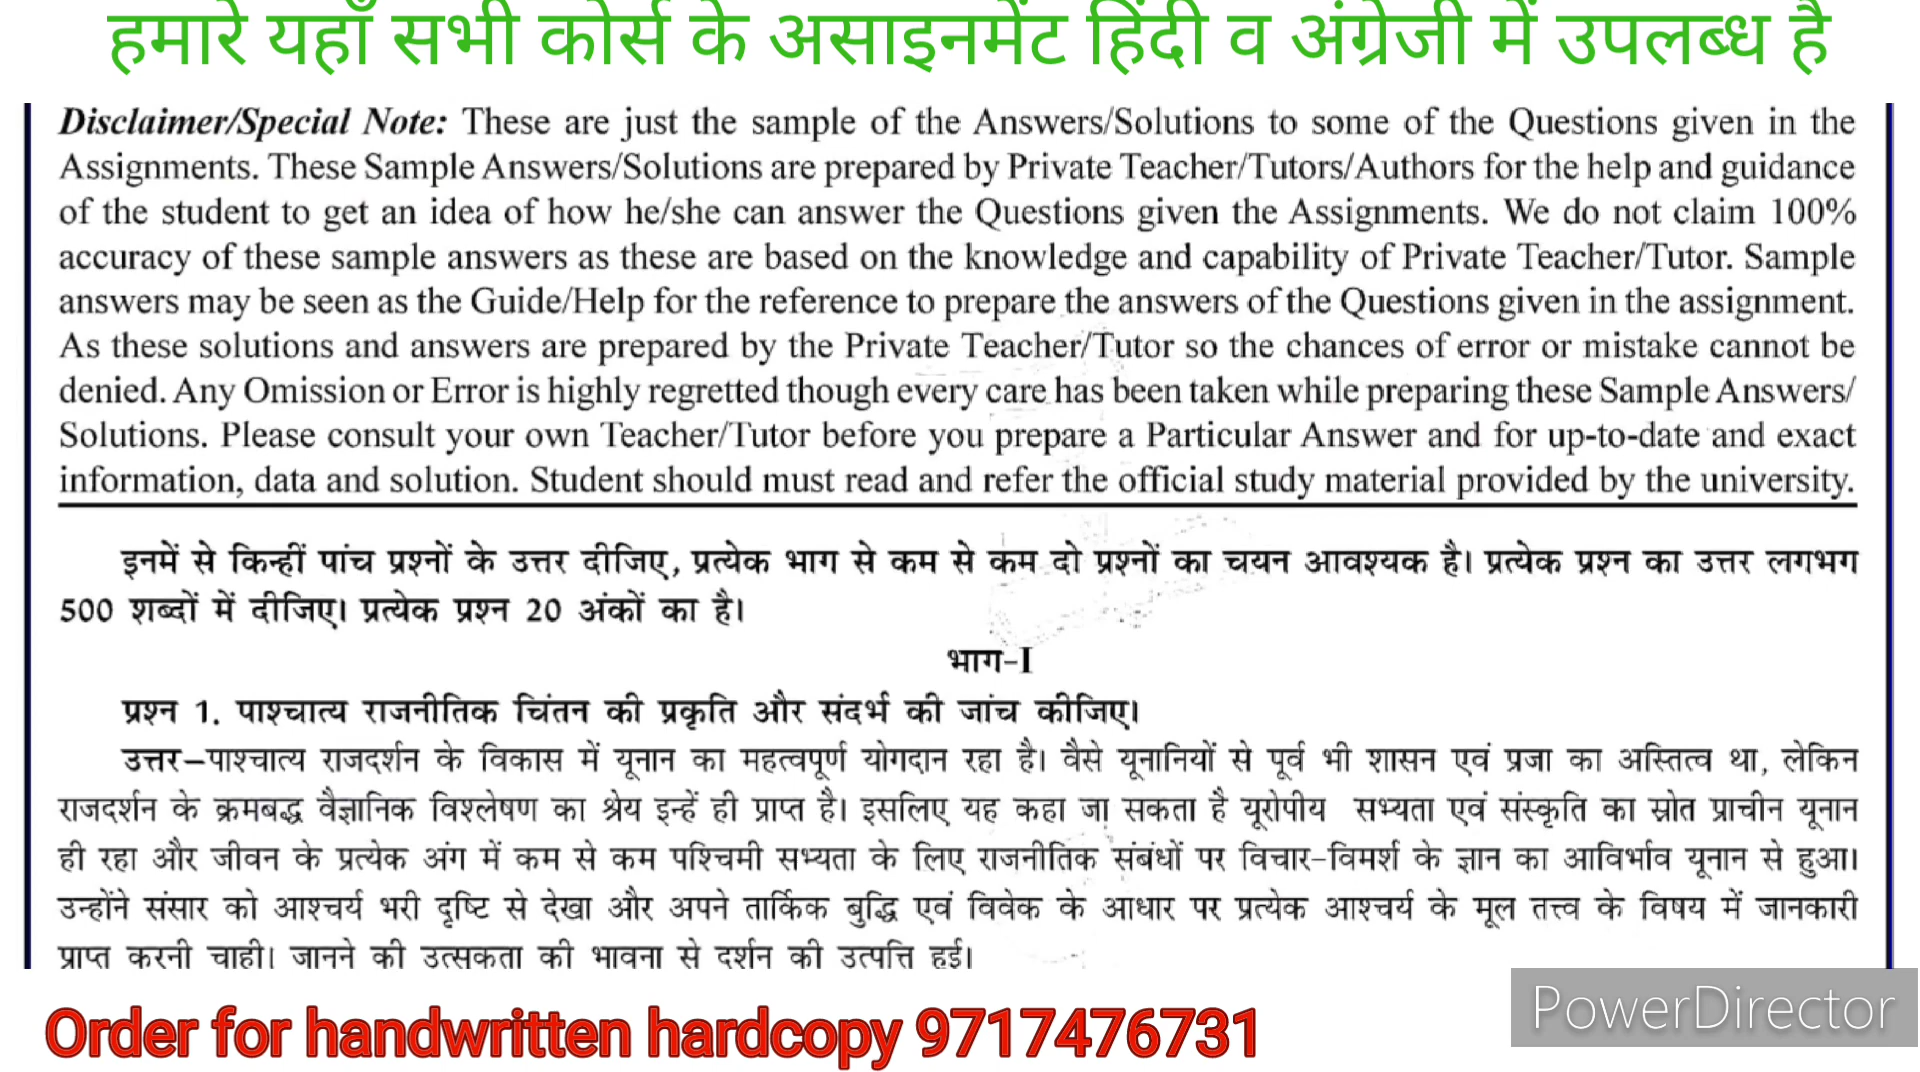 हमारे यहाँ सभी कोर्स के असाइनमेंट हिंदी व अंग्रेजी में उपलब्ध है
Disclaimer/Special Note: These are just the sample of the Answers/Solutions to some of the Questions given in the
Assignments. These Sample Answers/Solutions are prepared by Private Teacher/Tutors/Authors for the help and guidance
of the student to get an idea of how he/she can answer the Questions given the Assignments. We do not claim 100%
accuracy of these sample answers as these are based on the knowledge and capability of Private Teacher/Tutor. Sample
answers may be seen as the Guide/Help for the reference to prepare the answers of the Questions given in the assignment.
As these solutions and answers are prepared by the Private Teacher/Tutor so the chances of error or mistake cannot be
denied. Any Omission or Error is highly regretted though every care has been taken while preparing these Sample Answers/
Solutions. Please consult your own Teacher/Tutor before you prepare a Particular Answer and for up-to-date and exact
information, data and solution. Student should must read and refer the official study material provided by the university.
इनमें से किन्हीं पांच प्रश्नों के उत्तर दीजिए, प्रत्येक भाग से कम से कम दो प्रश्नों का चयन आवश्यक है। प्रत्येक प्रश्न का उत्तर लगभग
500 शब्दों में दीजिए। प्रत्येक प्रश्न 20 अंकों का है।
भाग-I
प्रश्न 1. पाश्चात्य राजनीतिक चिंतन की प्रकृति और संदर्भ की जांच कीजिए।
उत्तर–पाश्चात्य राजदर्शन के विकास में यूनान का महत्वपूर्ण योगदान रहा है। वैसे यूनानियों से पूर्व भी शासन एवं प्रजा का अस्तित्व था, लेकिन
राजदर्शन के क्रमबद्ध वैज्ञानिक विश्लेषण का श्रेय इन्हें ही प्राप्त है। इसलिए यह कहा जा सकता है यूरोपीय सभ्यता एवं संस्कृति का स्रोत प्राचीन यूनान
ही रहा और जीवन के प्रत्येक अंग में कम से कम पश्चिमी सभ्यता के लिए राजनीतिक संबंधों पर विचार-विमर्श के ज्ञान का आविर्भाव यूनान से हुआ।
उन्होंने संसार को आश्चर्य भरी दृष्टि से देखा और अपने तार्किक बुद्धि एवं विवेक के आधार पर प्रत्येक आश्चर्य के मूल तत्त्व के विषय में जानकारी
प्राप्त करनी चाही। जानने की उत्सुकता की भावना से दर्शन की उत्पत्ति हुई।
Order for handwritten hardcopy 9717476731
PowerDirector